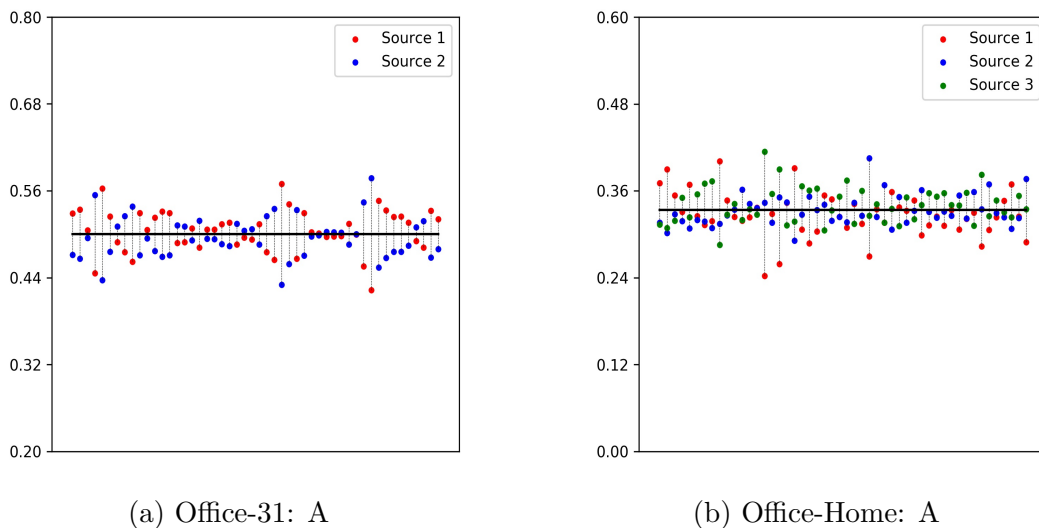 0.80
0.68
0.56
0.44
0.32
0.20
Source 1
Source 2
(a) Office-31: A
0.60
0.48
0.36
0.24
0.12
0.00
Source 1
Source 2
Source 3
(b) Office-Home: A